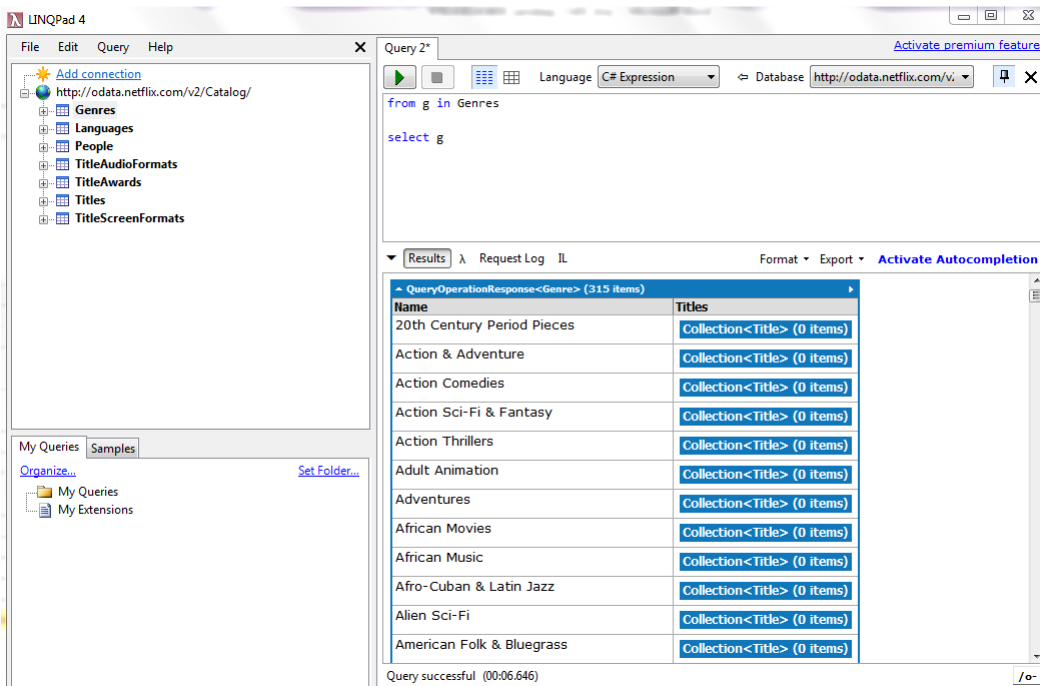 LINQPad 4
File Edit Query Help
Add connection
http://odata.netflix.com/v2/Catalog/
Genres
Languages
People
TitleAudioFormats
TitleAwards
Titles
TitleScreenFormats
My Queries Samples
Organize... Set Folder...
My Queries
My Extensions
Query 2* Activate premium feature
Language C# Expression Database http://odata.netflix.com/v.
from g in Genres
select g
Results λ Request Log IL Format Export Activate Autocompletion
QueryOperationResponse<Genre> (315 items)
Name Titles
20th Century Period Pieces Collection<Title> (0 items)
Action & Adventure Collection<Title> (0 items)
Action Comedies Collection<Title> (0 items)
Action Sci-Fi & Fantasy Collection<Title> (0 items)
Action Thrillers Collection<Title> (0 items)
Adult Animation Collection<Title> (0 items)
Adventures Collection<Title> (0 items)
African Movies Collection<Title> (0 items)
African Music Collection<Title> (0 items)
Afro-Cuban & Latin Jazz Collection<Title> (0 items)
Alien Sci-Fi Collection<Title> (0 items)
American Folk & Bluegrass Collection<Title> (0 items)
Query successful (00:06.646) /o-